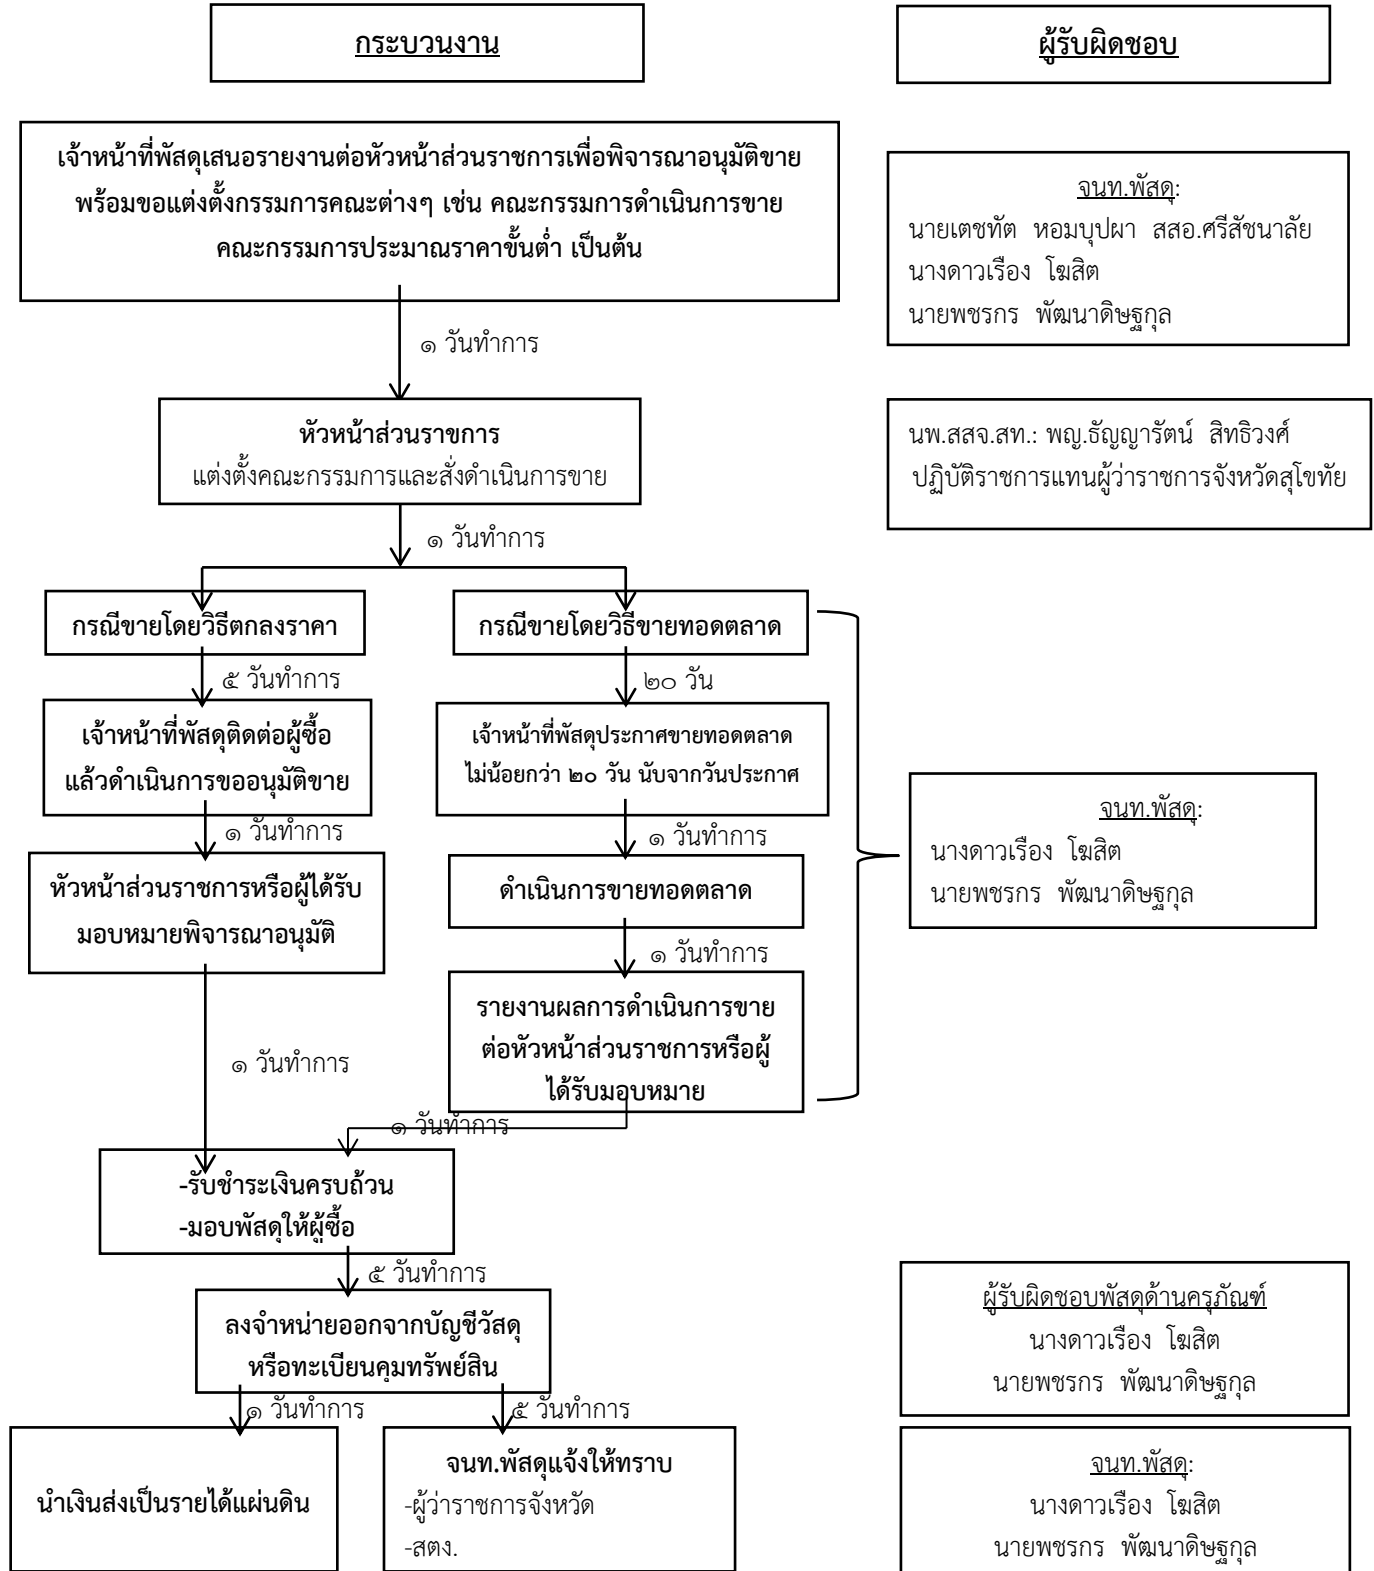 กระบวนงาน
ผู้รับผิดชอบ
เจ้าหน้าที่พัสดุเสนอรายงานต่อหัวหน้าส่วนราชการเพื่อพิจารณาอนุมัติขาย
พร้อมขอแต่งตั้งกรรมการคณะต่างๆ เช่น คณะกรรมการดำเนินการขาย
คณะกรรมการประมาณราคาขั้นต่ำ เป็นต้น
จนท.พัสดุ:
นายเตชทัต หอมบุปผา สสอ.ศรีสัชนาลัย
นางดาวเรือง โฆสิต
นายพชรกร พัฒนาดิษฐกุล
๑ วันทำการ
หัวหน้าส่วนราขการ
แต่งตั้งคณะกรรมการและสั่งดำเนินการขาย
นพ.สสจ.สท.: พญ.ธัญญารัตน์ สิทธิวงศ์
ปฏิบัติราชการแทนผู้ว่าราชการจังหวัดสุโขทัย
๑ วันทำการ
กรณีขายโดยวิธีตกลงราคา
กรณีขายโดยวิธีขายทอดตลาด
๕ วันทำการ
๒๐ วัน
เจ้าหน้าที่พัสดุติดต่อผู้ซื้อ
แล้วดำเนินการขออนุมัติขาย
เจ้าหน้าที่พัสดุประกาศขายทอดตลาด
ไม่น้อยกว่า ๒๐ วัน นับจากวันประกาศ
จนท.พัสดุ:
นางดาวเรือง โฆสิต
นายพชรกร พัฒนาดิษฐกุล
๑ วันทำการ
๑ วันทำการ
หัวหน้าส่วนราชการหรือผู้ได้รับ
มอบหมายพิจารณาอนุมัติ
ดำเนินการขายทอดตลาด
๑ วันทำการ
รายงานผลการดำเนินการขาย
ต่อหัวหน้าส่วนราชการหรือผู้
ได้รับมอบหมาย
๑ วันทำการ
๑ วันทำการ
-รับชำระเงินครบถ้วน
-มอบพัสดุให้ผู้ซื้อ
๕ วันทำการ
ลงจำหน่ายออกจากบัญชีวัสดุ
หรือทะเบียนคุมทรัพย์สิน
ผู้รับผิดชอบพัสดุด้านครุภัณฑ์
นางดาวเรือง โฆสิต
นายพชรกร พัฒนาดิษฐกุล
๑ วันทำการ
๕ วันทำการ
นำเงินส่งเป็นรายได้แผ่นดิน
จนท.พัสดุแจ้งให้ทราบ
-ผู้ว่าราชการจังหวัด
-สตง.
จนท.พัสดุ:
นางดาวเรือง โฆสิต
นายพชรกร พัฒนาดิษฐกุล